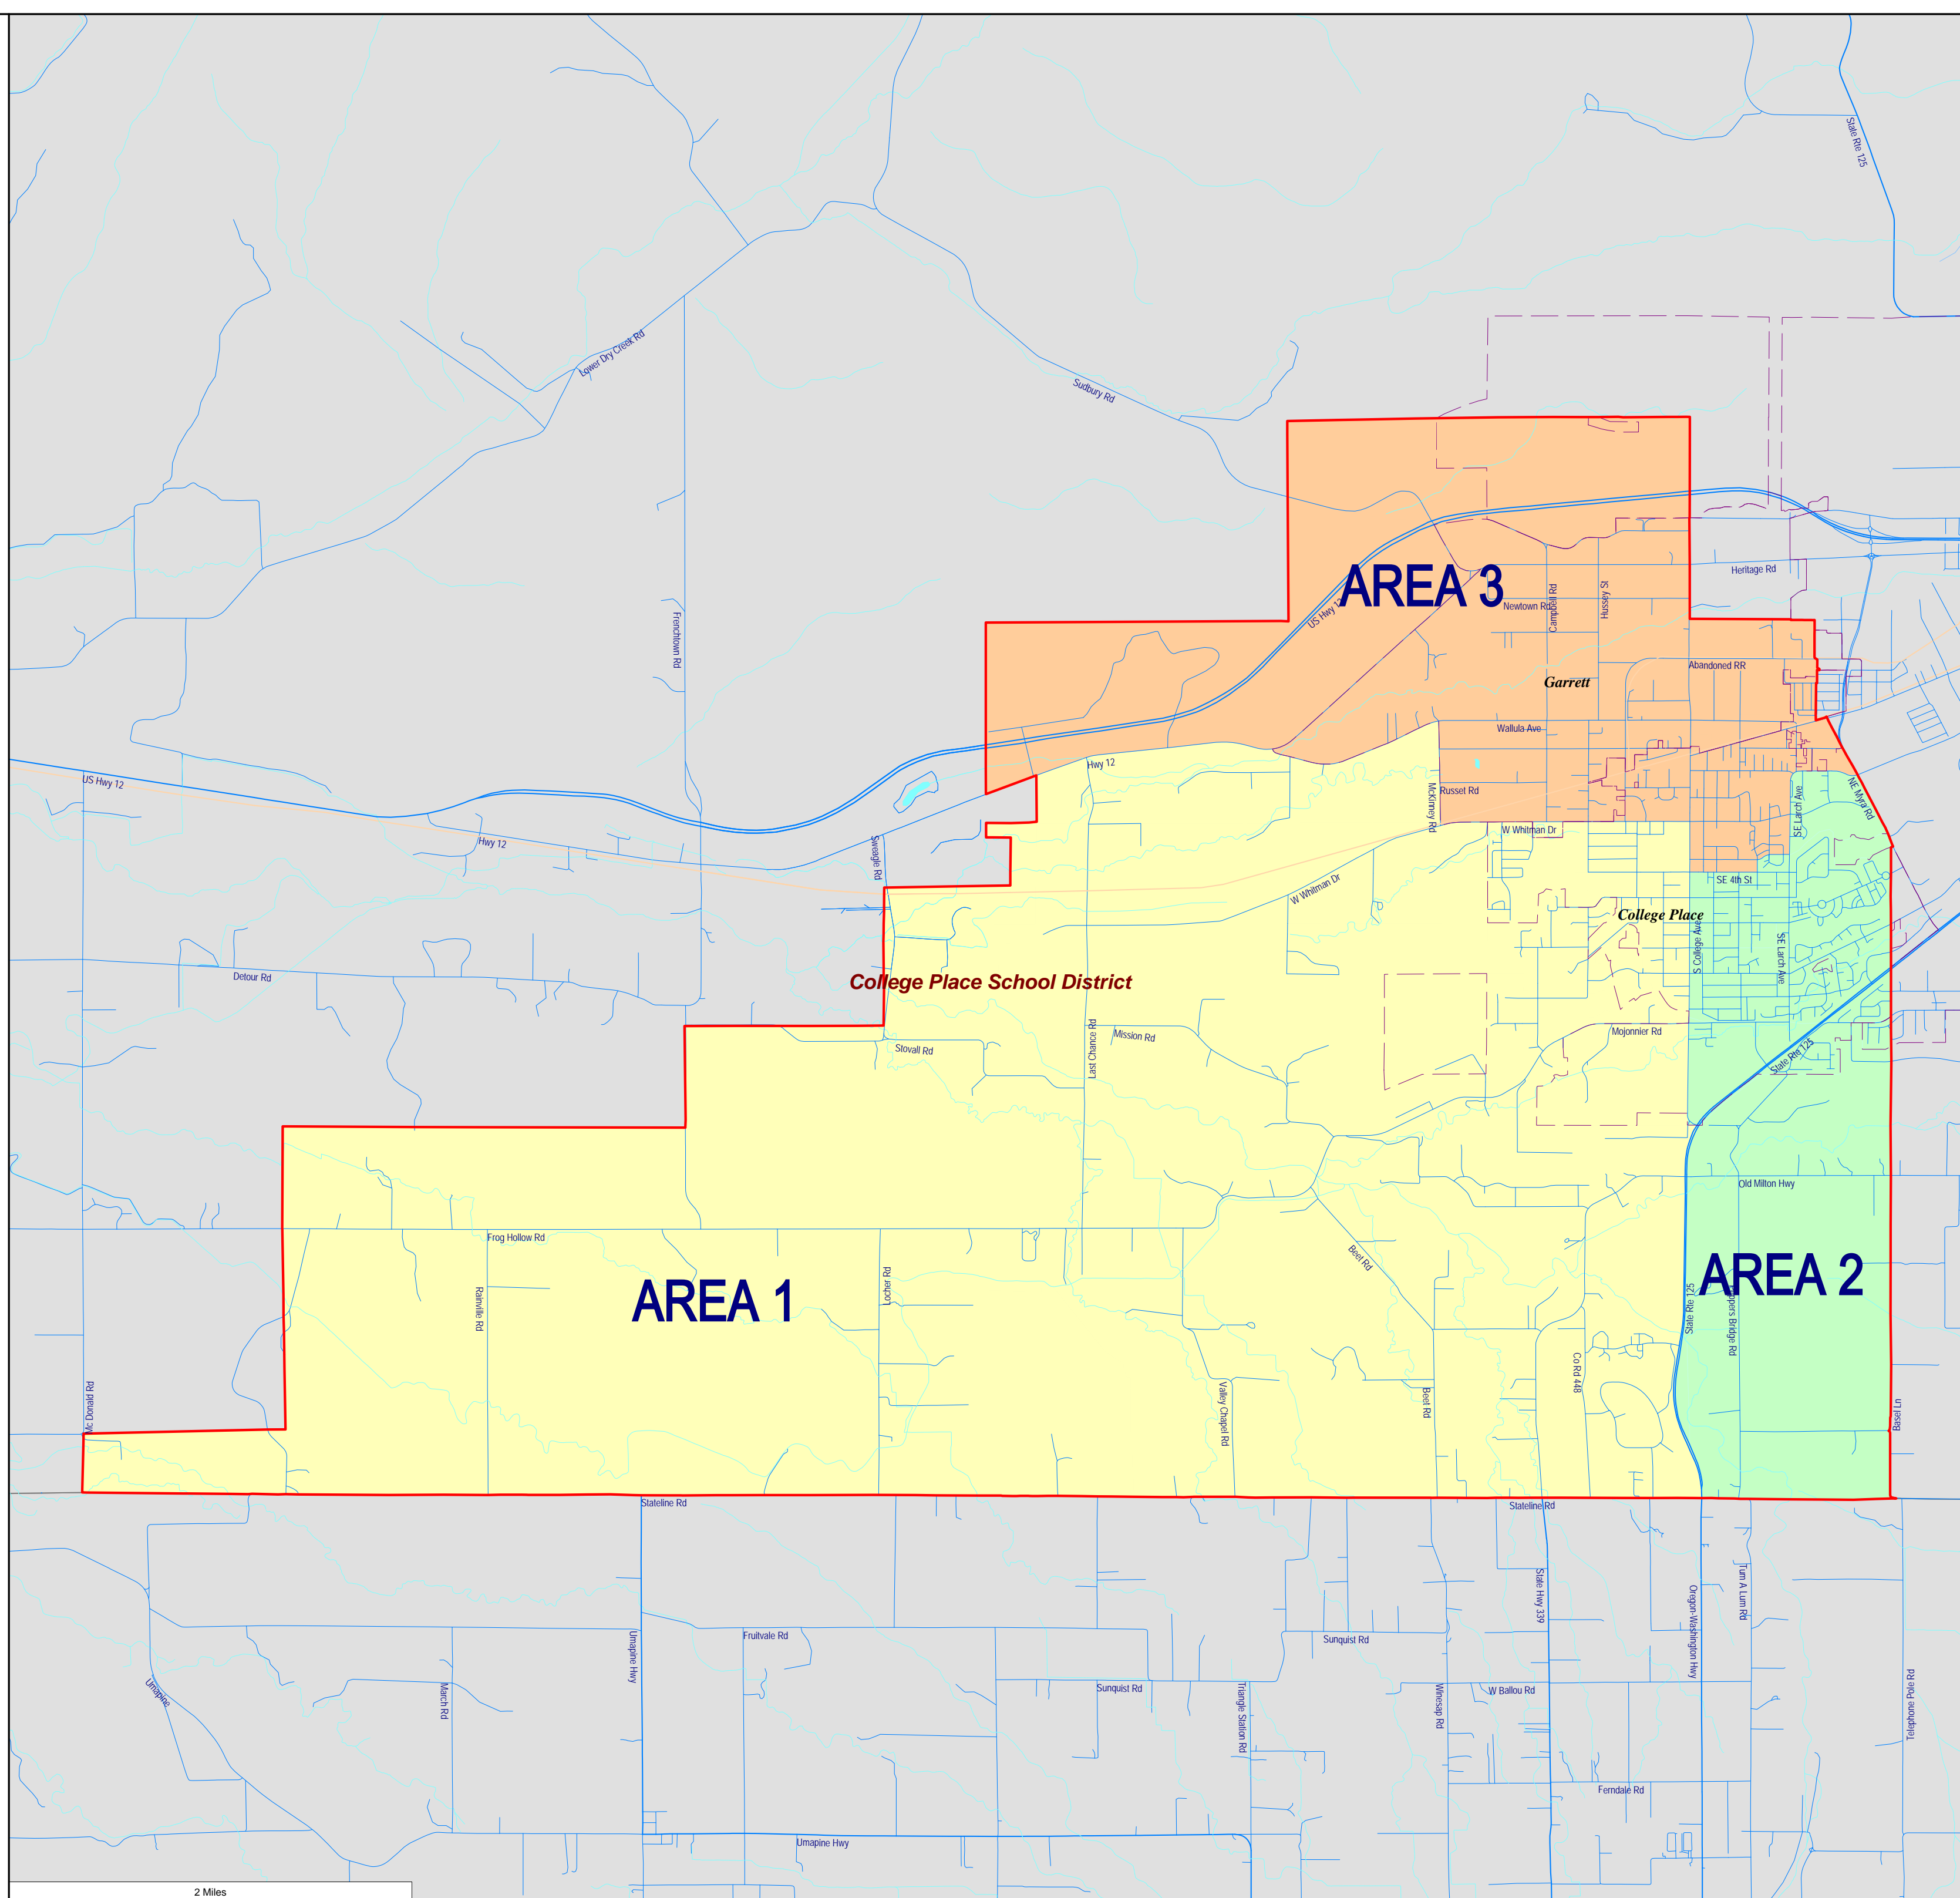 State Rte 125
Lower Dry Creek Rd
Sudbury Rd
AREA 3
Heritage Rd
Campbell Rd
Hussey St
Newtown Rd
US Hwy 12
Frenchtown Rd
Abandoned RR
Garrett
Wallula Ave
Hwy 12
US Hwy 12
McKinney Rd
Russet Rd
NE Myra Rd
SE Larch Ave
W Whitman Dr
Hwy 12
Sweagle Rd
SE 4th St
W Whitman Dr
College Place
S College Ave
SE Larch Ave
Detour Rd
College Place School District
Last Chance Rd
Mission Rd
Mojonnier Rd
Stovall Rd
State Rte 125
Old Milton Hwy
Frog Hollow Rd
Beet Rd
AREA 1
AREA 2
Locher Rd
Rainville Rd
State Rte 125
Peppers Bridge Rd
Co Rd 448
Mc Donald Rd
Valley Chapel Rd
Beet Rd
Basel Ln
Stateline Rd
Stateline Rd
State Hwy 339
Oregon-Washington Hwy
Tum A Lum Rd
Umapine Hwy
Fruitvale Rd
Sunquist Rd
Umapine
March Rd
Sunquist Rd
Triangle Station Rd
Winesap Rd
W Ballou Rd
Telephone Pole Rd
Ferndale Rd
Umapine Hwy
2 Miles